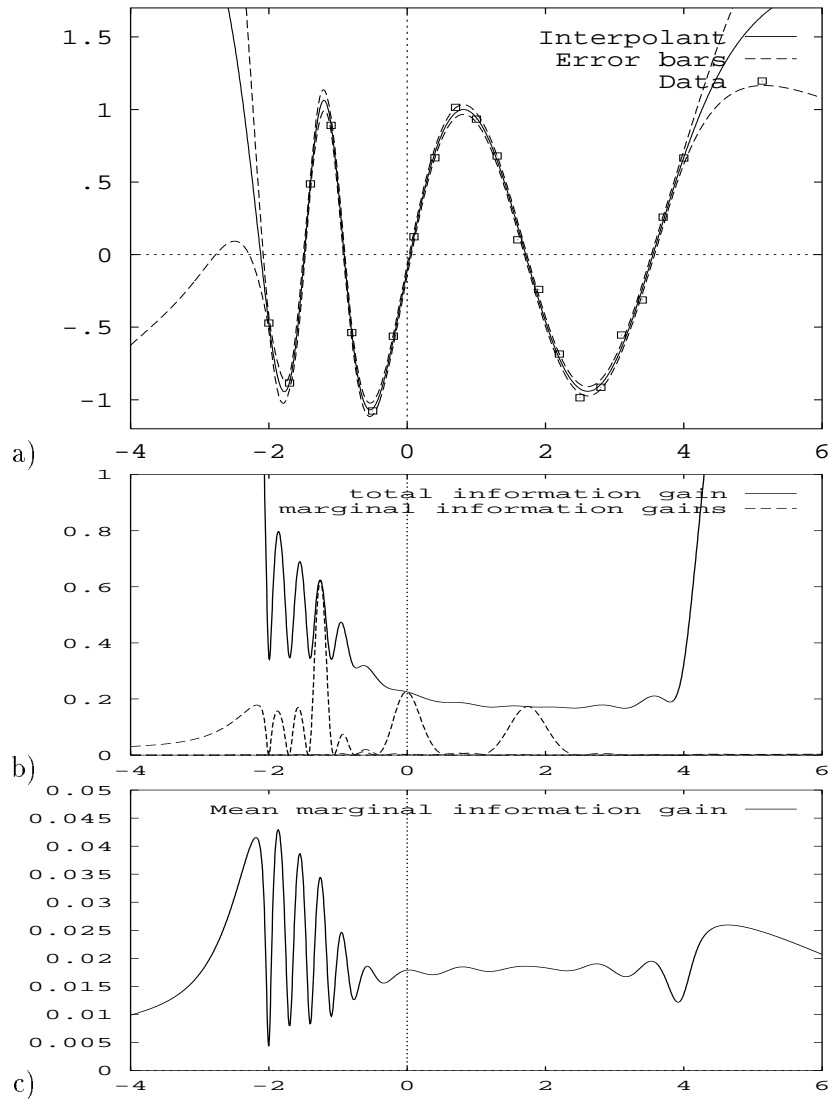 1.5
1
.5
0
-.5
-1
Interpolant
Error bars
Data
a)
-4 -2 0 2 4 6
1
0.8
0.6
0.4
0.2
0
total information gain
marginal information gains
b)
-4 -2 0 2 4 6
0.05
0.045
0.04
0.035
0.03
0.025
0.02
0.015
0.01
0.005
0
Mean marginal information gain
c)
-4 -2 0 2 4 6